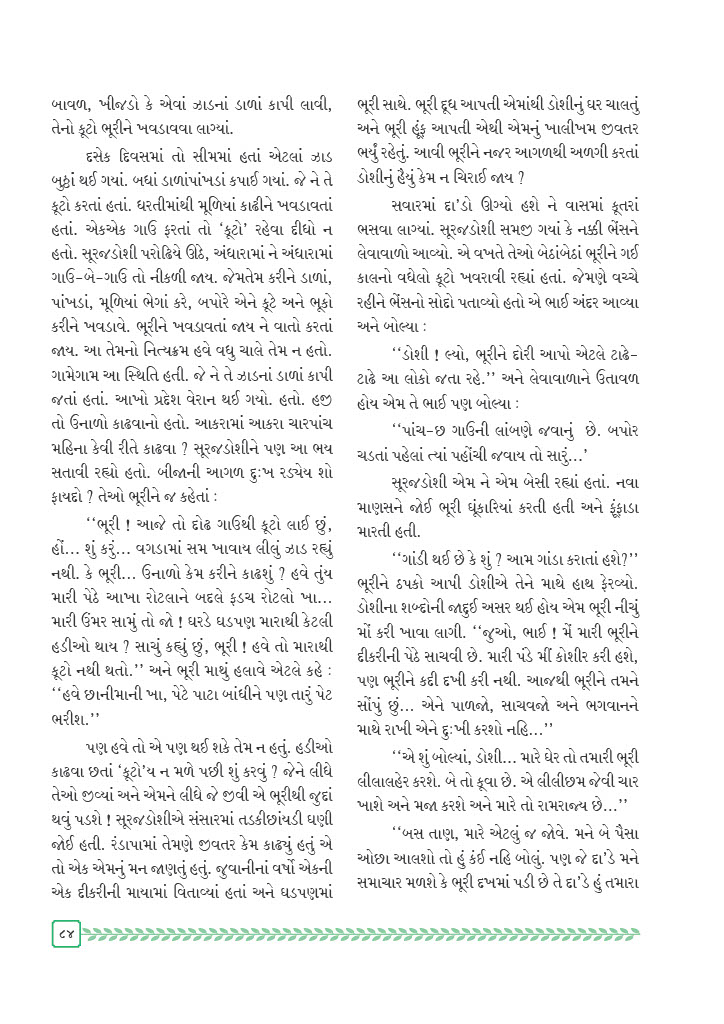 બાવળ, ખીજડો કે એવાં ઝાડનાં ડાળાં કાપી લાવી,
તેનો કૂટો ભૂરીને ખવડાવવા લાગ્યાં.
દસેક દિવસમાં તો સીમમાં હતાં એટલાં ઝાડ
બુઠ્ઠાં થઈ ગયાં. બધાં ડાળાંપાંખડાં કપાઈ ગયાં. જે ને તે
કૂટો કરતાં હતાં. ધરતીમાંથી મૂળિયાં કાઢીને ખવડાવતાં
હતાં. એકએક ગાઉ ફરતાં તો ‘કૂટો’ રહેવા દીધો ન
હતો. સૂરજડોશી પરોઢિયે ઊઠે, અંધારામાં ને અંધારામાં
ગાઉ-બે-ગાઉ તો નીકળી જાય. જેમતેમ કરીને ડાળાં,
પાંખડાં, મૂળિયાં ભેગાં કરે, બપોરે એને કૂટે અને ભૂકો
કરીને ખવડાવે. ભૂરીને ખવડાવતાં જાય ને વાતો કરતાં
જાય. આ તેમનો નિત્યક્રમ હવે વધુ ચાલે તેમ ન હતો.
ગામેગામ આ સ્થિતિ હતી. જે ને તે ઝાડનાં ડાળાં કાપી
જતાં હતાં. આખો પ્રદેશ વેરાન થઈ ગયો. હતો. હજી
તો ઉનાળો કાઢવાનો હતો. આકરામાં આકરા ચારપાંચ
મહિના કેવી રીતે કાઢવા ? સૂરજડોશીને પણ આ ભય
સતાવી રહ્યો હતો. બીજાની આગળ દુઃખ રડ્યેય શો
ફાયદો ? તેઓ ભૂરીને જ કહેતાં :
‘‘ભૂરી ! આજે તો દોઢ ગાઉથી કૂટો લાઈ છું,
હોં... શું કરું... વગડામાં સમ ખાવાય લીલું ઝાડ રહ્યું
નથી. કે ભૂરી... ઉનાળો કેમ કરીને કાઢશું ? હવે તુંય
મારી પેઠે આખા રોટલાને બદલે ફડચ રોટલો ખા...
મારી ઉંમર સામું તો જો ! ઘરડે ઘડપણ મારાથી કેટલી
હડીઓ થાય ? સાચું કહ્યું છું, ભૂરી ! હવે તો મારાથી
કૂટો નથી થતો.’’ અને ભૂરી માથું હલાવે એટલે કહે :
‘‘હવે છાનીમાની ખા, પેટે પાટા બાંધીને પણ તારું પેટ
ભરીશ.’’
પણ હવે તો એ પણ થઈ શકે તેમ ન હતું. હડીઓ
કાઢવા છતાં ‘કૂટો’ય ન મળે પછી શું કરવું ? જેને લીધે
તેઓ જીવ્યાં અને એમને લીધે જે જીવી એ ભૂરીથી જુદાં
થવું પડશે ! સૂરજડોશીએ સંસારમાં તડકીછાંયડી ઘણી
જોઈ હતી. રંડાપામાં તેમણે જીવતર કેમ કાઢ્યું હતું એ
તો એક એમનું મન જાણતું હતું. જુવાનીનાં વર્ષો એકની
એક દીકરીની માયામાં વિતાવ્યાં હતાં અને ઘડપણમાં
ભૂરી સાથે. ભૂરી દૂધ આપતી એમાંથી ડોશીનું ઘર ચાલતું
અને ભૂરી હૂંફ આપતી એથી એમનું ખાલીખમ જીવતર
ભર્યું રહેતું. આવી ભૂરીને નજર આગળથી અળગી કરતાં
ડોશીનું હૈયું કેમ ન ચિરાઈ જાય ?
સવારમાં દા’ડો ઊગ્યો હશે ને વાસમાં કૂતરાં
ભસવા લાગ્યાં. સૂરજડોશી સમજી ગયાં કે નક્કી ભેંસને
લેવાવાળો આવ્યો. એ વખતે તેઓ બેઠાંબેઠાં ભૂરીને ગઈ
કાલનો વધેલો કૂટો ખવરાવી રહ્યાં હતાં. જેમણે વચ્ચે
રહીને ભેંસનો સોદો પતાવ્યો હતો એ ભાઈ અંદર આવ્યા
અને બોલ્યા :
‘‘ડોશી ! લ્યો, ભૂરીને દોરી આપો એટલે ટાઢે-
ટાઢે આ લોકો જતા રહે.’’ અને લેવાવાળાને ઉતાવળ
હોય એમ તે ભાઈ પણ બોલ્યા :
‘‘પાંચ-છ ગાઉની લાંબણે જવાનું છે. બપોર
ચડતાં પહેલાં ત્યાં પહોંચી જવાય તો સારું...’
સૂરજડોશી એમ ને એમ બેસી રહ્યાં હતાં. નવા
માણસને જોઈ ભૂરી ઘૂંકારિયાં કરતી હતી અને ફૂંફાડા
મારતી હતી.
‘‘ગાંડી થઈ છે કે શું ? આમ ગાંડા કરાતાં હશે?’’
ભૂરીને ઠપકો આપી ડોશીએ તેને માથે હાથ ફેરવ્યો.
ડોશીના શબ્દોની જાદુઈ અસર થઈ હોય એમ ભૂરી નીચું
મોં કરી ખાવા લાગી. ‘‘જુઓ, ભાઈ ! મેં મારી ભૂરીને
દીકરીની પેઠે સાચવી છે. મારી પંડે મીં કોશીર કરી હશે,
પણ ભૂરીને કદી દખી કરી નથી. આજથી ભૂરીને તમને
સોંપું છું... એને પાળજો, સાચવજો અને ભગવાનને
માથે રાખી એને દુઃખી કરશો નહિ...’’
‘‘એ શું બોલ્યાં, ડોશી... મારે ઘેર તો તમારી ભૂરી
લીલાલહેર કરશે. બે તો કૂવા છે. એ લીલીછમ જેવી ચાર
ખાશે અને મજા કરશે અને મારે તો રામરાજ્ય છે...’’
‘‘બસ તાણ, મારે એટલું જ જોવે. મને બે પૈસા
ઓછા આલશો તો હું કંઈ નહિ બોલું. પણ જે દા’ડે મને
સમાચાર મળશે કે ભૂરી દખમાં પડી છે તે દા’ડે હું તમારા
૮૪